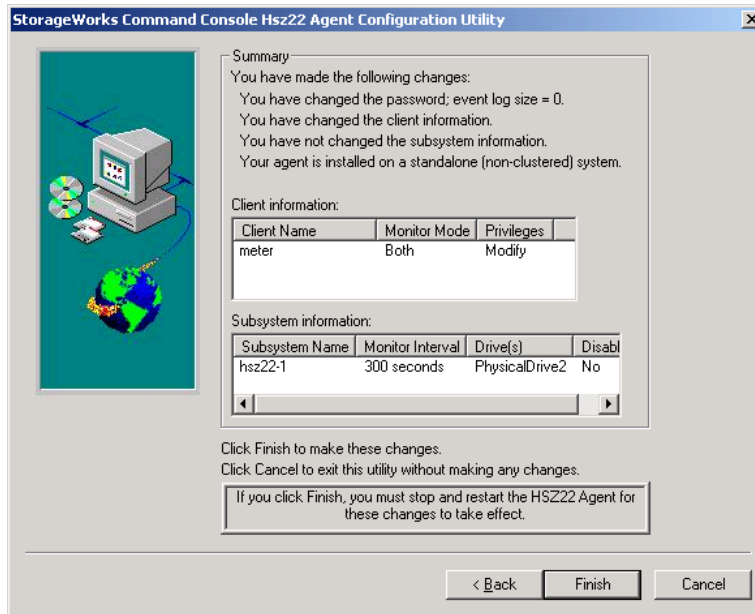 StorageWorks Command Console Hsz22 Agent Configuration Utility
Summary
You have made the following changes:
You have changed the password; event log size = 0.
You have changed the client information.
You have not changed the subsystem information.
Your agent is installed on a standalone (non-clustered) system.
Client information:
Client Name Monitor Mode Privileges
meter Both Modify
Subsystem information:
Subsystem Name Monitor Interval Drive(s) Disabl
hsz22-1 300 seconds PhysicalDrive2 No
Click Finish to make these changes.
Click Cancel to exit this utility without making any changes.
If you click Finish, you must stop and restart the HSZ22 Agent for
these changes to take effect.
< Back Finish Cancel